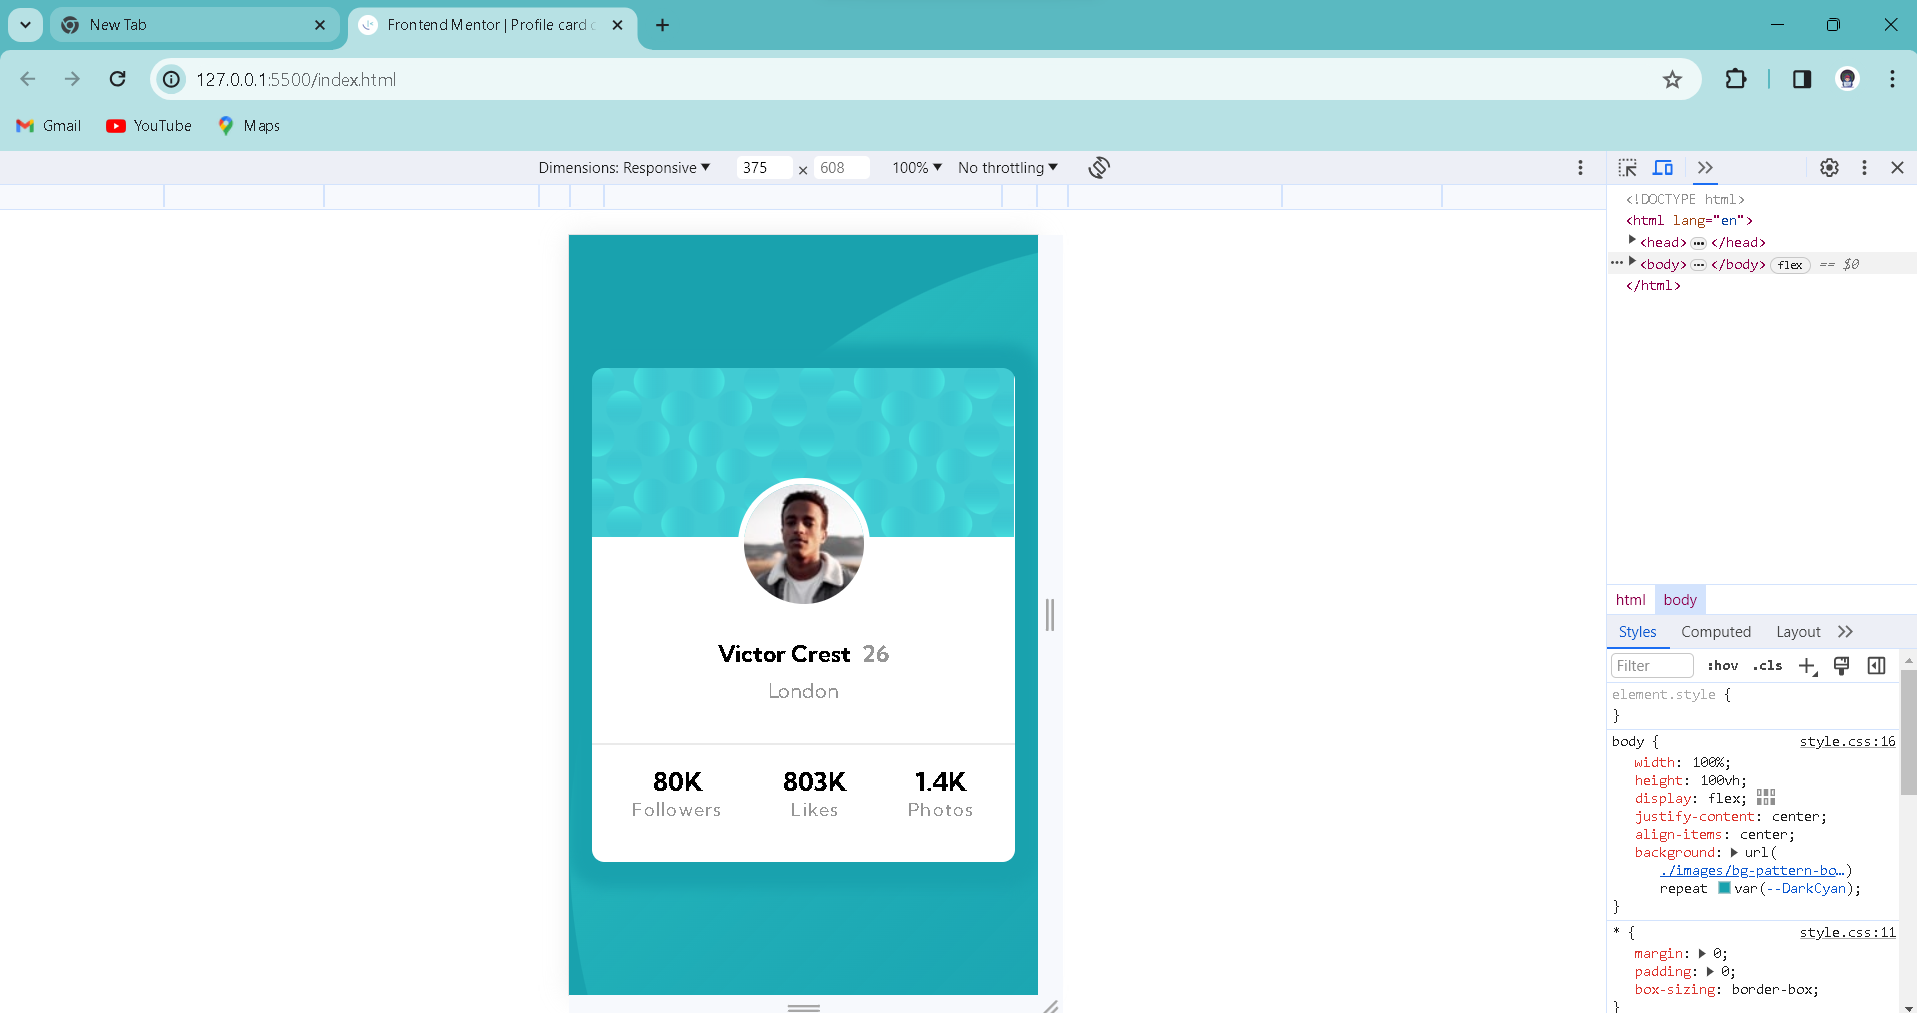 New Tab
Frontend Mentor | Profile card c
127.0.0.1:5500/index.html
Gmail YouTube Maps
Dimensions: Responsive 375 × 608 100% No throttling
<!DOCTYPE html>
<html lang="en">
<head> ••• </head>
••• <body> ••• </body> flex == $0
</html>
Victor Crest 26
London
80K 803K 1.4K
Followers Likes Photos
html body
Styles Computed Layout
Filter :hov .cls
element.style {
}
body { style.css:16
width: 100%;
height: 100vh;
display: flex;
justify-content: center;
align-items: center;
background: url(
./images/bg-pattern-bo…)
repeat var(--DarkCyan);
}
* { style.css:11
margin: 0;
padding: 0;
box-sizing: border-box;
}